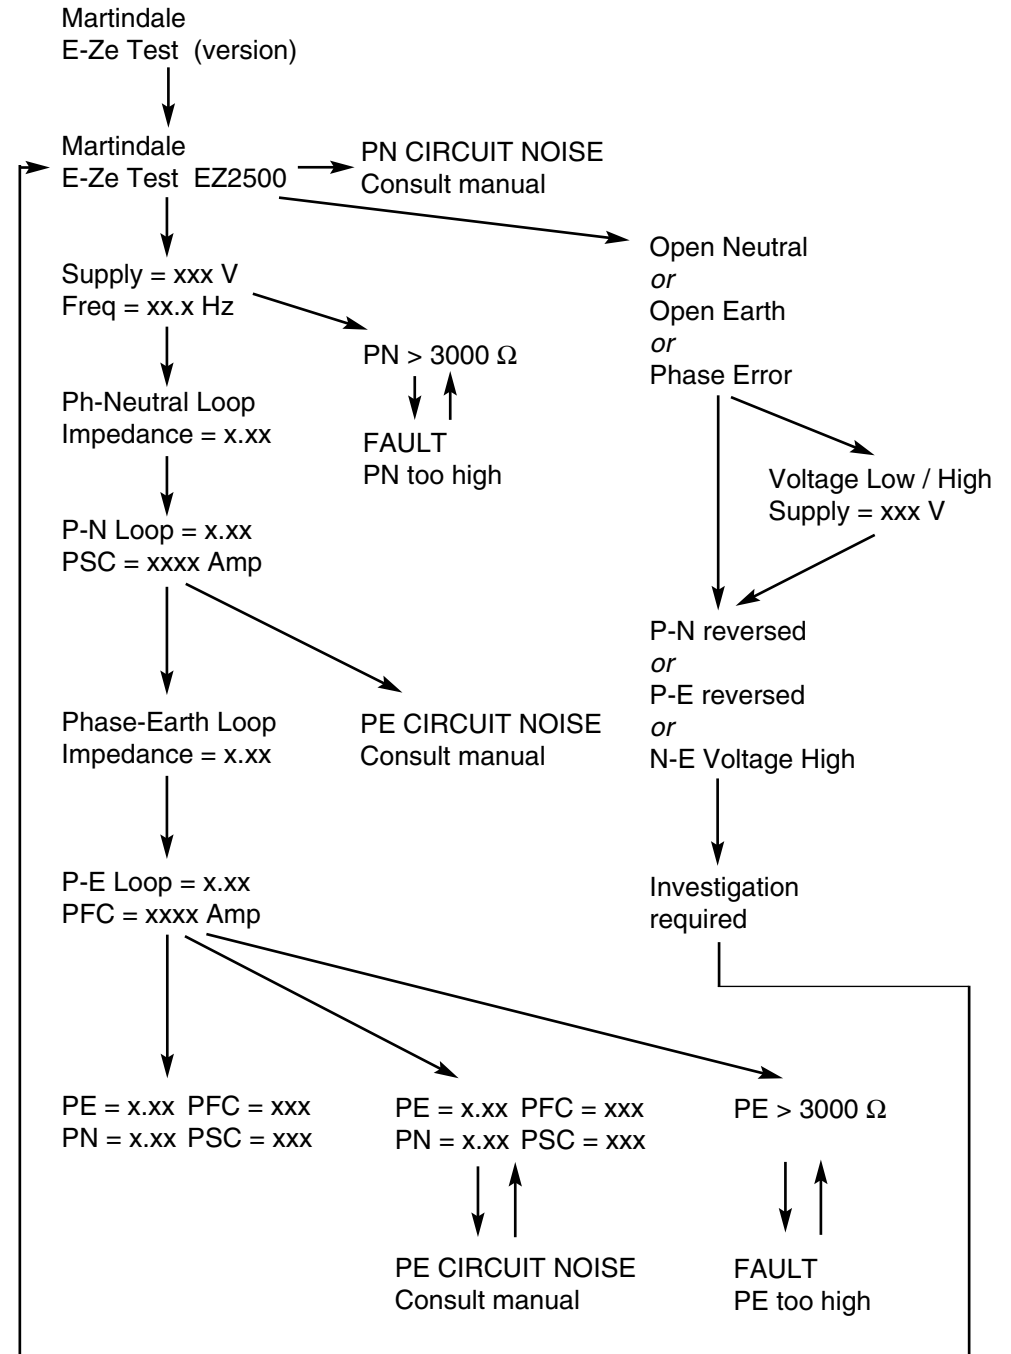 Martindale
E-Ze Test (version)
Martindale
E-Ze Test EZ2500
PN CIRCUIT NOISE
Consult manual
Open Neutral
or
Open Earth
or
Phase Error
Supply = xxx V
Freq = xx.x Hz
PN > 3000 Ω
FAULT
PN too high
Ph-Neutral Loop
Impedance = x.xx
Voltage Low / High
Supply = xxx V
P-N Loop = x.xx
PSC = xxxx Amp
P-N reversed
or
P-E reversed
or
N-E Voltage High
Phase-Earth Loop
Impedance = x.xx
PE CIRCUIT NOISE
Consult manual
P-E Loop = x.xx
PFC = xxxx Amp
Investigation
required
PE = x.xx PFC = xxx
PN = x.xx PSC = xxx
PE = x.xx PFC = xxx
PN = x.xx PSC = xxx
PE > 3000 Ω
PE CIRCUIT NOISE
Consult manual
FAULT
PE too high